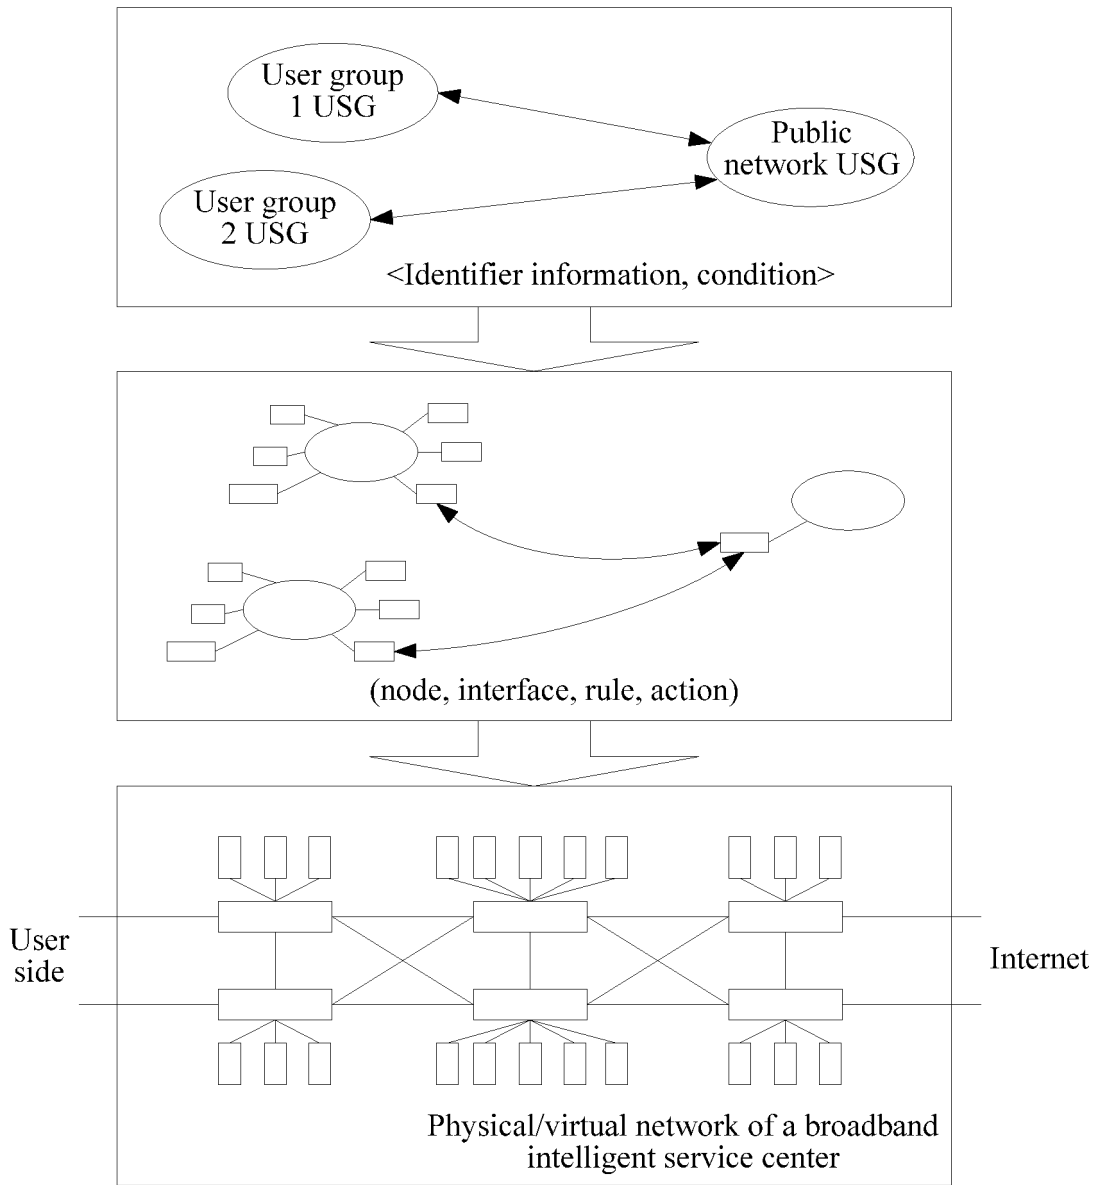 User group
1 USG
Public
network USG
User group
2 USG
<Identifier information, condition>
(node, interface, rule, action)
User
side
Internet
Physical/virtual network of a broadband
intelligent service center